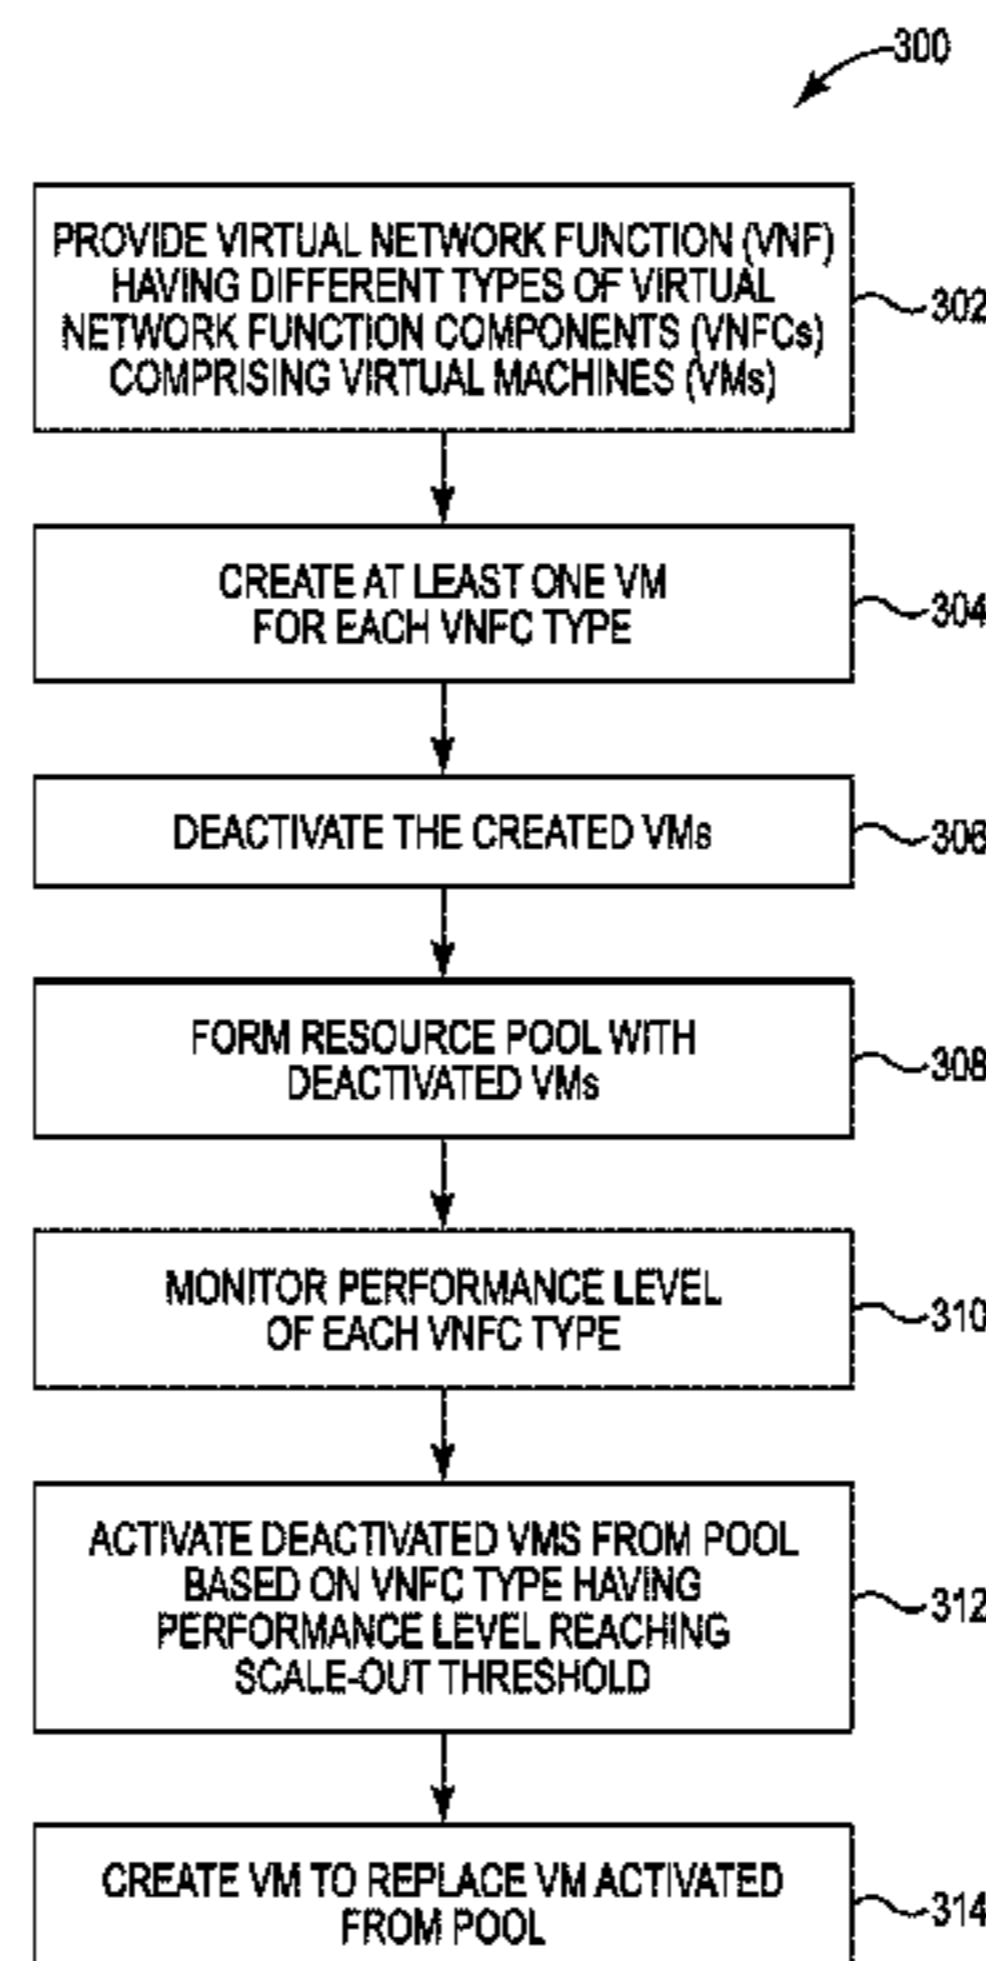 300
PROVIDE VIRTUAL NETWORK FUNCTION (VNF)
HAVING DIFFERENT TYPES OF VIRTUAL
NETWORK FUNCTION COMPONENTS (VNFCs)
COMPRISING VIRTUAL MACHINES (VMs)
302
CREATE AT LEAST ONE VM
FOR EACH VNFC TYPE
304
DEACTIVATE THE CREATED VMs
306
FORM RESOURCE POOL WITH
DEACTIVATED VMs
308
MONITOR PERFORMANCE LEVEL
OF EACH VNFC TYPE
310
ACTIVATE DEACTIVATED VMS FROM POOL
BASED ON VNFC TYPE HAVING
PERFORMANCE LEVEL REACHING
SCALE-OUT THRESHOLD
312
CREATE VM TO REPLACE VM ACTIVATED
FROM POOL
314